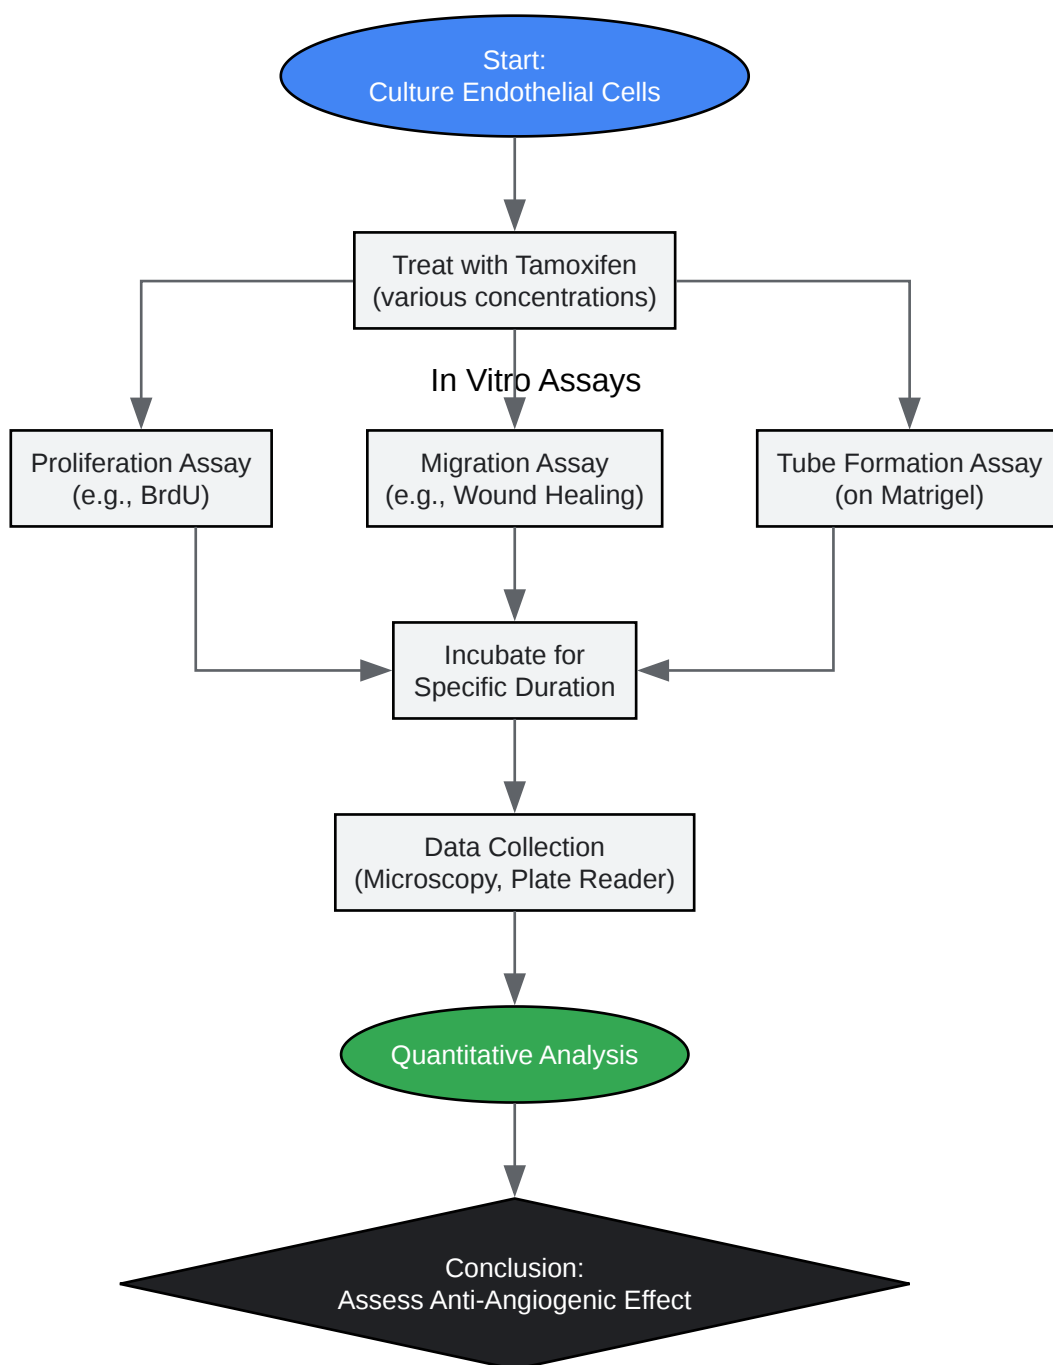 Start:
Culture Endothelial Cells
Treat with Tamoxifen
(various concentrations)
In Vitro Assays
Proliferation Assay
(e.g., BrdU)
Migration Assay
(e.g., Wound Healing)
Tube Formation Assay
(on Matrigel)
Incubate for
Specific Duration
Data Collection
(Microscopy, Plate Reader)
Quantitative Analysis
Conclusion:
Assess Anti-Angiogenic Effect